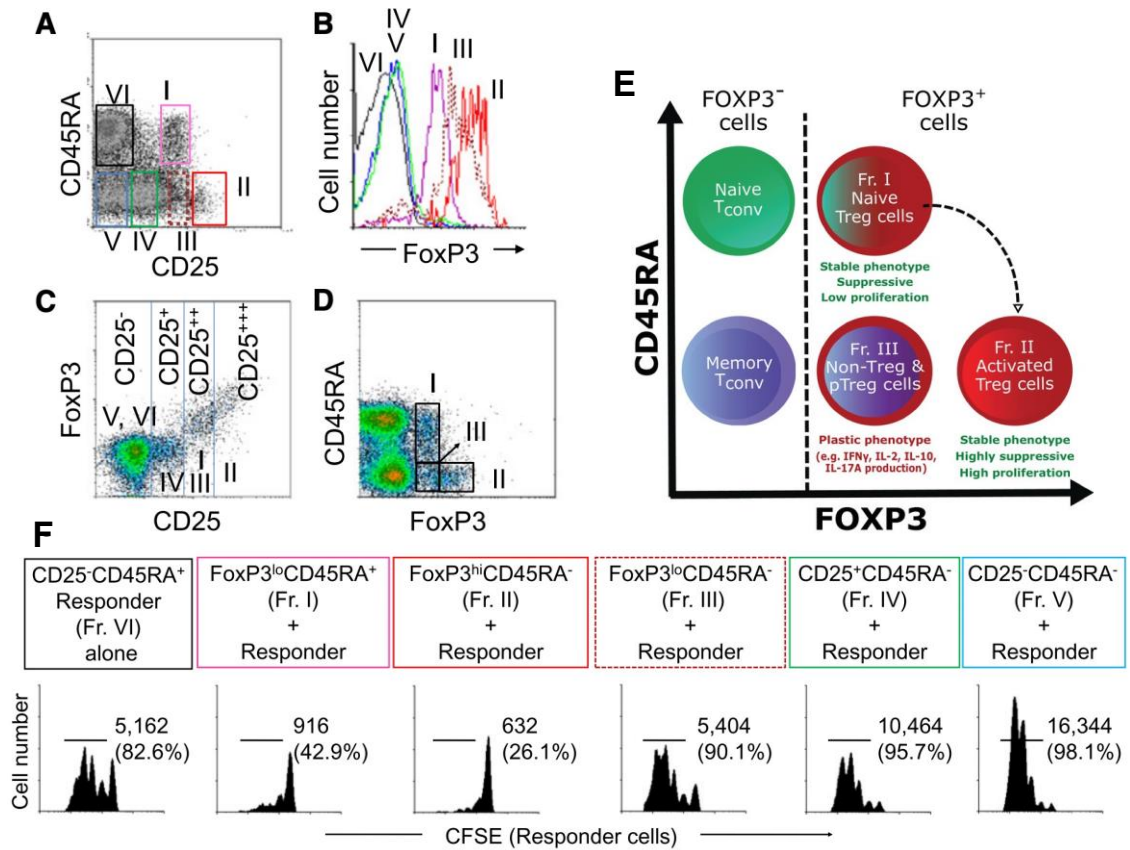 A
CD45RA
VI
I
II
V
IV
III
CD25
B
Cell number
IV
V
VI
I
III
II
FoxP3
C
FoxP3
CD25-
CD25+
CD25++
CD25+++
V, VI
I
IV
III
II
CD25
D
CD45RA
I
III
II
FoxP3
E
FOXP3⁻
cells
FOXP3⁺
cells
CD45RA
Naive
Tconv
Fr. I
Naive
Treg cells
Stable phenotype
Suppressive
Low proliferation
Memory
Tconv
Fr. III
Non-Treg &
pTreg cells
Fr. II
Activated
Treg cells
Plastic phenotype
(e.g. IFNγ, IL-2, IL-10,
IL-17A production)
Stable phenotype
Highly suppressive
High proliferation
FOXP3
F
CD25⁻CD45RA⁺
Responder
(Fr. VI)
alone
FoxP3ˡᵒCD45RA⁺
(Fr. I)
+
Responder
FoxP3ʰⁱCD45RA⁻
(Fr. II)
+
Responder
FoxP3ˡᵒCD45RA⁻
(Fr. III)
+
Responder
CD25⁺CD45RA⁻
(Fr. IV)
+
Responder
CD25⁻CD45RA⁻
(Fr. V)
+
Responder
Cell number
5,162
(82.6%)
916
(42.9%)
632
(26.1%)
5,404
(90.1%)
10,464
(95.7%)
16,344
(98.1%)
CFSE (Responder cells)